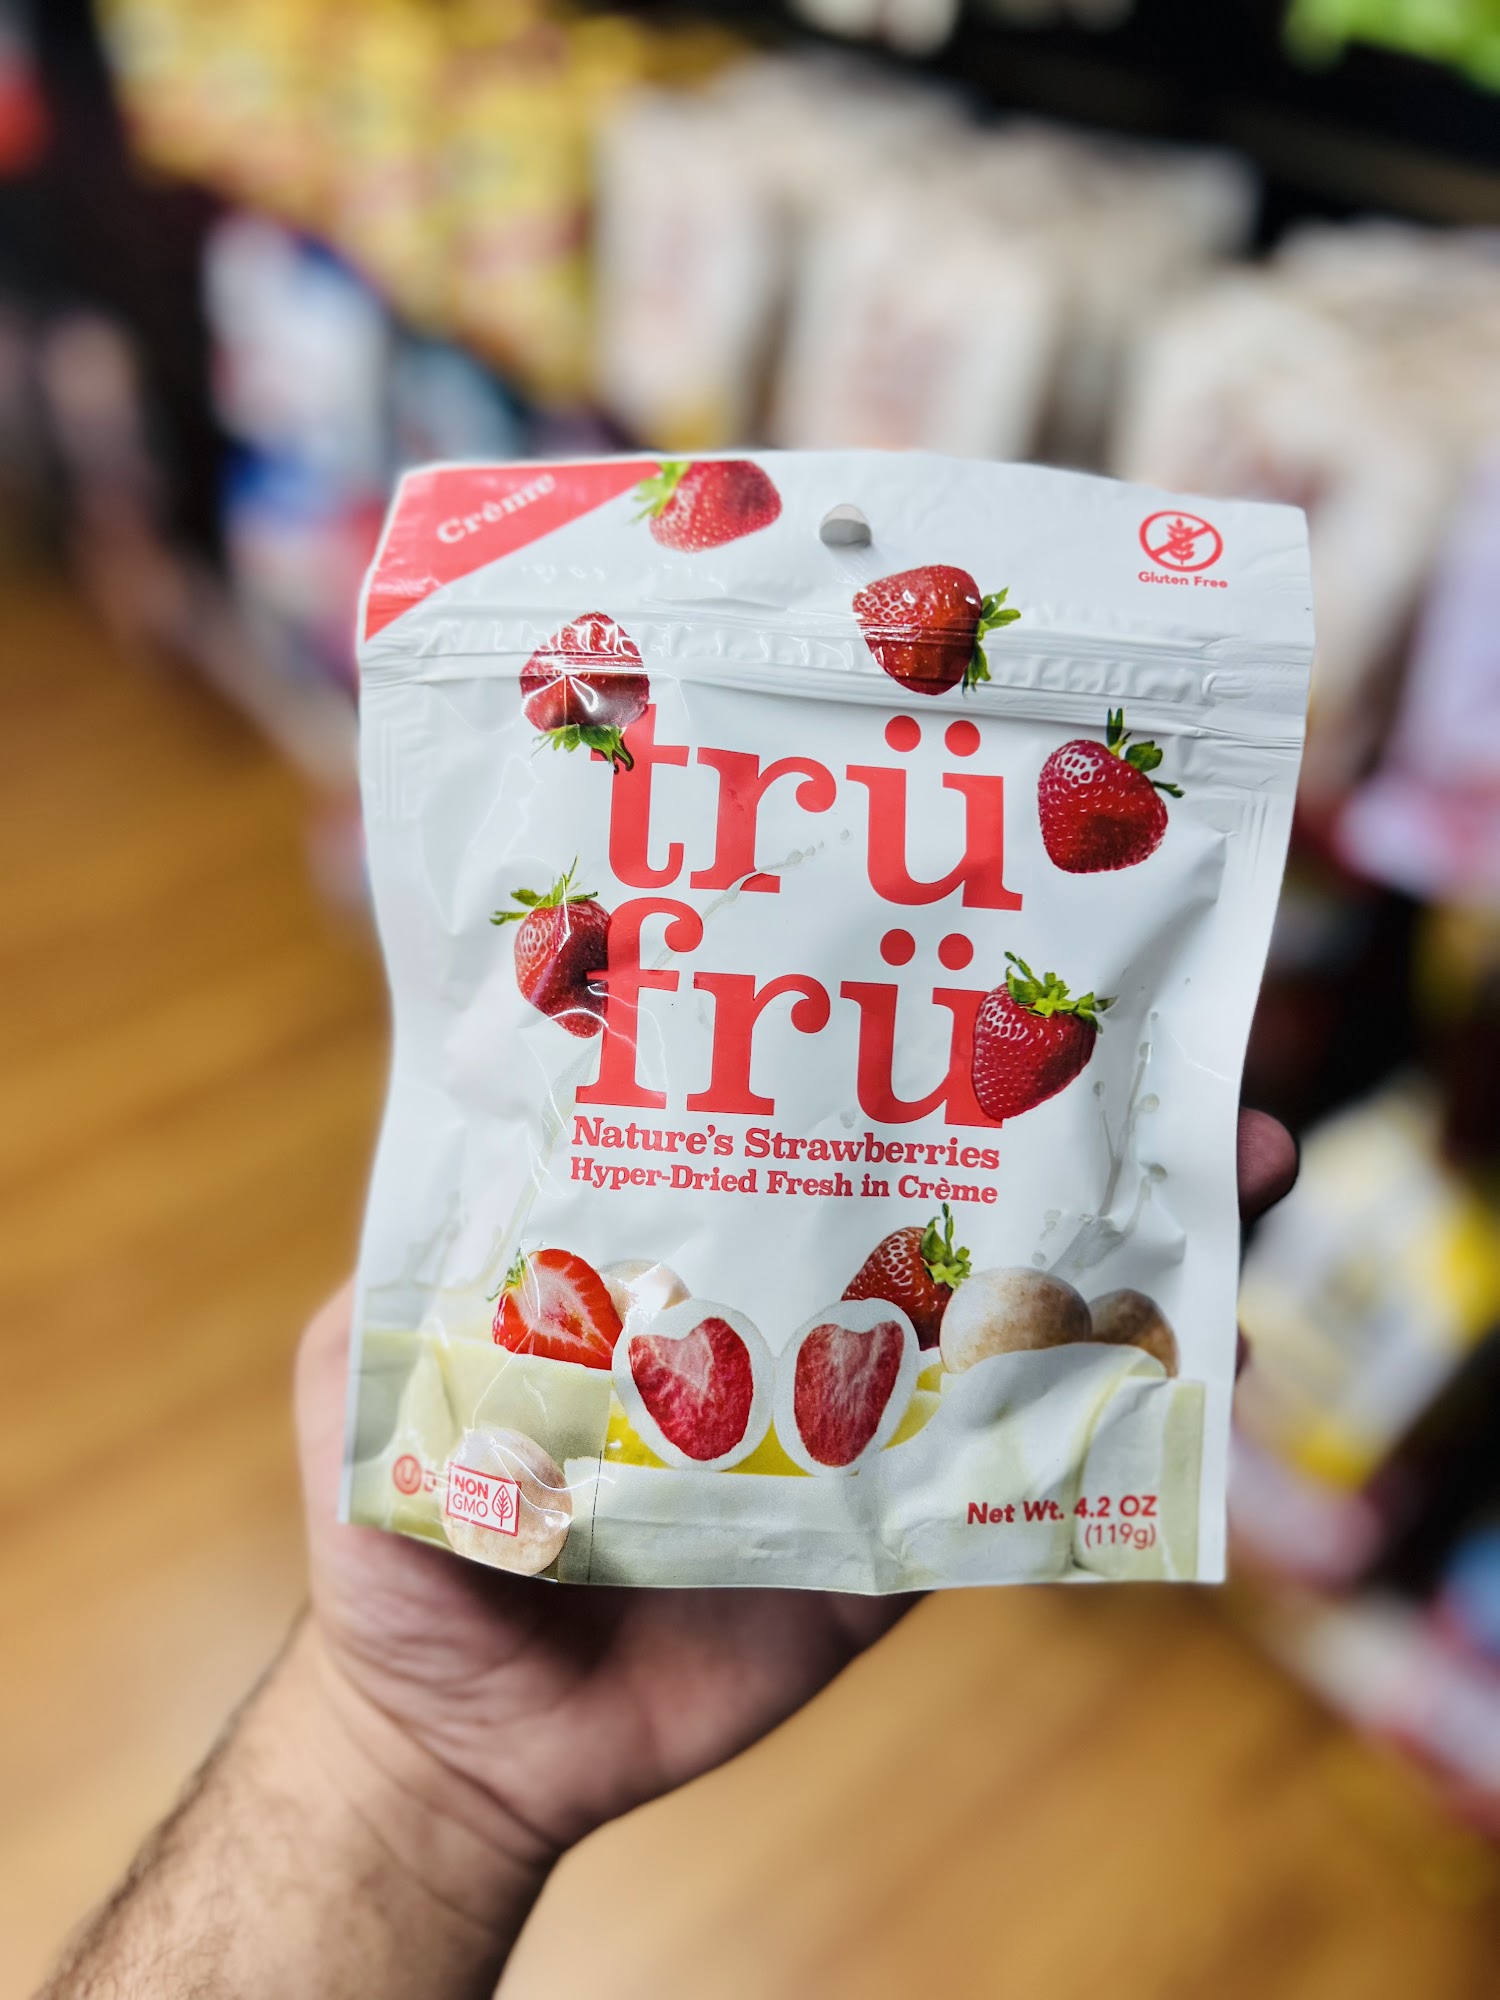 Crème
Gluten Free
trü
frü
Nature's Strawberries
Hyper-Dried Fresh in Crème
U D
NON
GMO
Net Wt. 4.2 OZ
(119g)